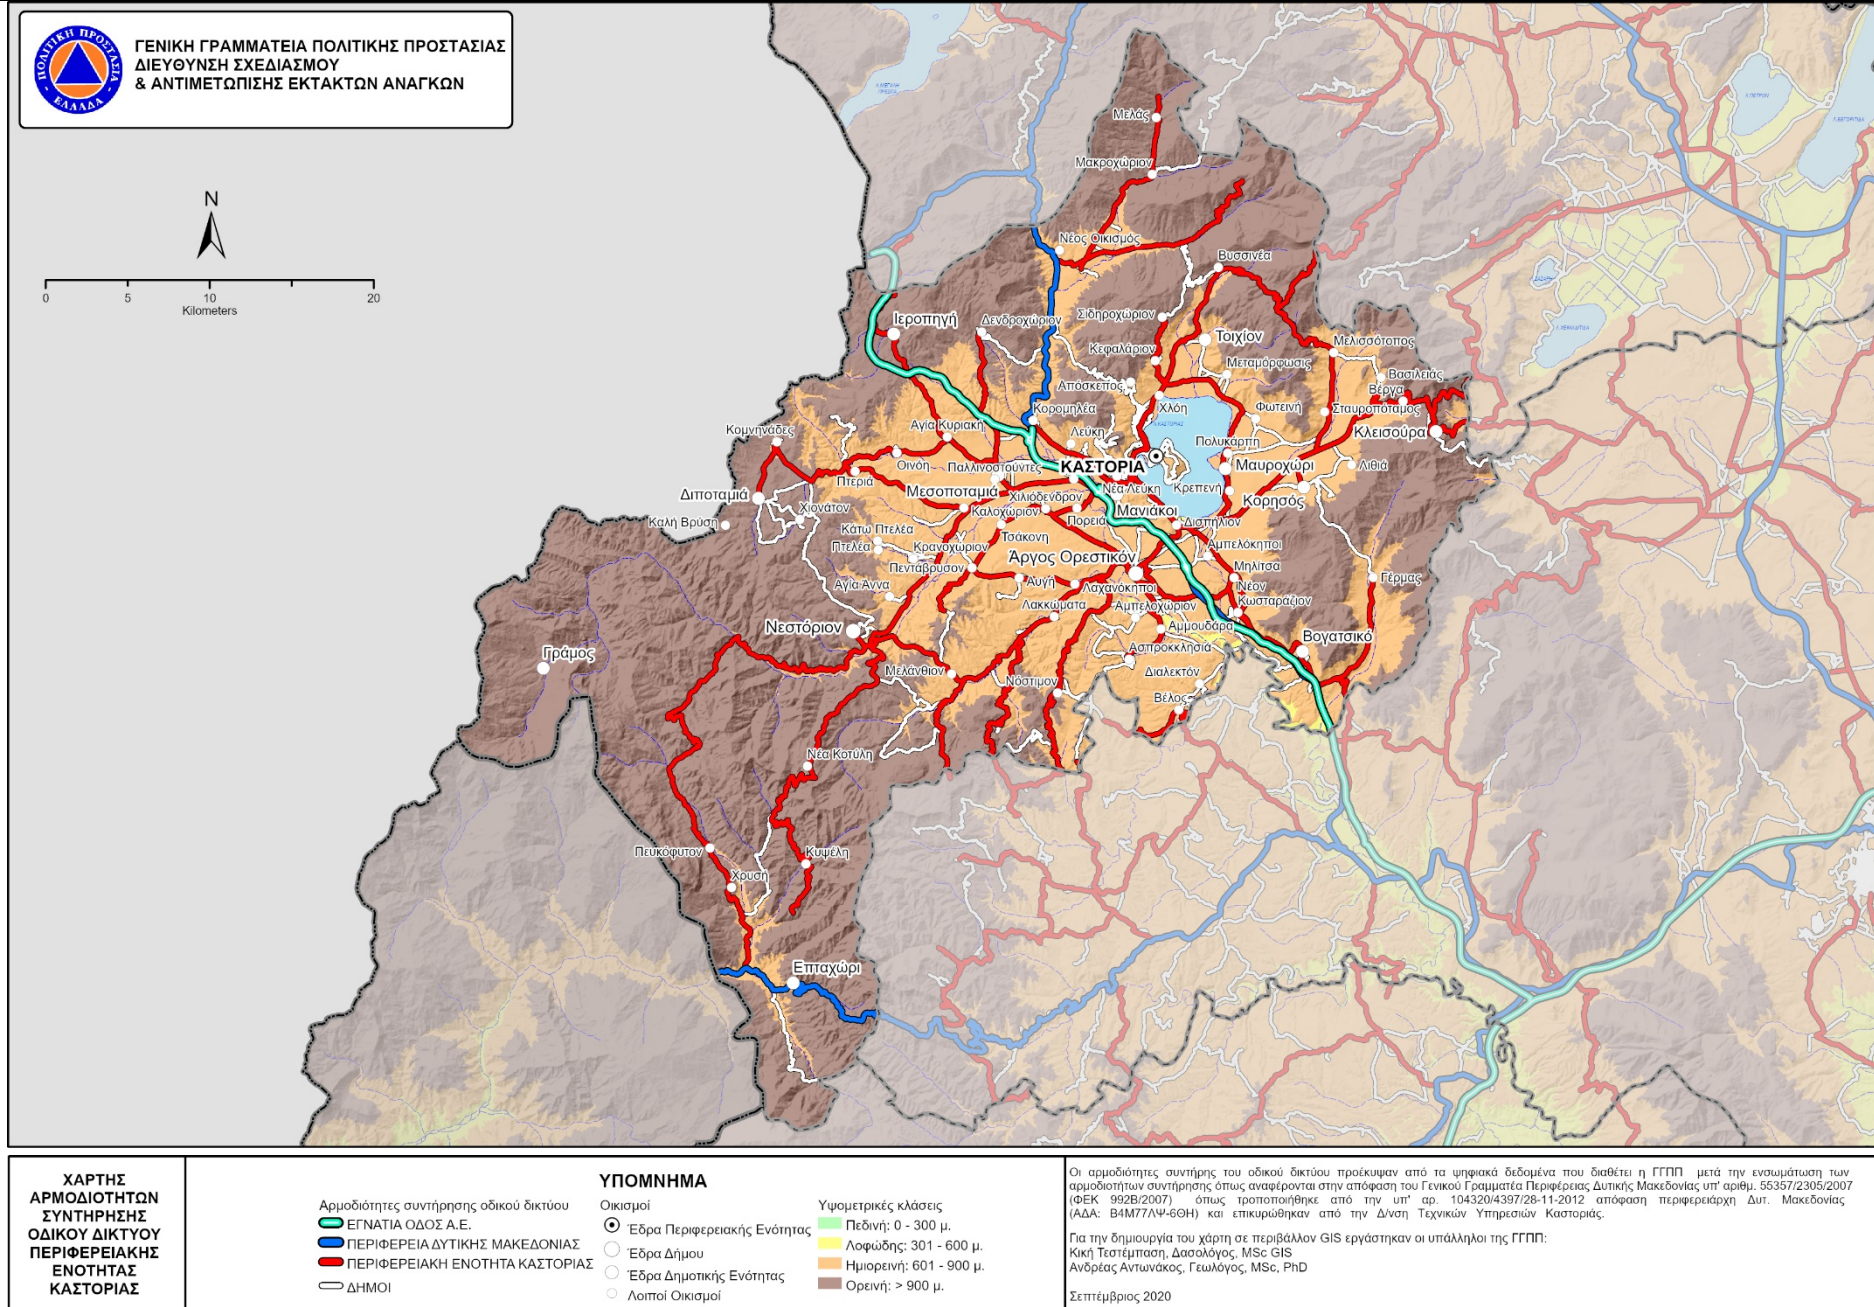 ΠΟΛΙΤΙΚΗ ΠΡΟΣΤΑΣΙΑ
ΕΛΛΑΔΑ
ΓΕΝΙΚΗ ΓΡΑΜΜΑΤΕΙΑ ΠΟΛΙΤΙΚΗΣ ΠΡΟΣΤΑΣΙΑΣ
ΔΙΕΥΘΥΝΣΗ ΣΧΕΔΙΑΣΜΟΥ
& ΑΝΤΙΜΕΤΩΠΙΣΗΣ ΕΚΤΑΚΤΩΝ ΑΝΑΓΚΩΝ
N
0 5 10 20
Kilometers
Μελάς
Μακροχώριον
Νέος Οικισμός
Βυσσινέα
Ιεροπηγή
Δενδροχώριον
Σιδηροχώριον
Τοιχίον
Μελισσότοπος
Κεφαλάριον
Μεταμόρφωσις
Βασιλειάς
Απόσκεπος
Βέργα
Χλόη
Κορομηλέα
Φωτεινή
Σταυροπόταμος
Αγία Κυριακή
Λεύκη
Κλεισούρα
Κομνηνάδες
Πολυκάρπη
Οινόη
Παλλινοστούντες
ΚΑΣΤΟΡΙΑ
Μαυροχώρι
Λιθιά
Πτεριά
Μεσοποταμιά
Νέα Λεύκη
Κρεπενή
Κορησός
Διποταμιά
Χιλιόδενδρον
Χιονάτον
Καλοχώριον
Μανιάκοι
Καλή Βρύση
Πορειά
Δισπήλιον
Κάτω Πτελέα
Τσάκονη
Πτελέα
Κρανοχώριον
Αμπελόκηποι
Άργος Ορεστικόν
Πεντάβρυσον
Μηλίτσα
Αυγή
Γέρμας
Αγία Άννα
Λαχανόκηποι
Νέον
Κωσταράζιον
Λακκώματα
Αμπελοχώριον
Νεστόριον
Αμμουδάρα
Βογατσικό
Γράμος
Ασπροκκλησιά
Μελάνθιον
Διαλεκτόν
Νόστιμον
Βέλος
Νέα Κοτύλη
Πευκόφυτον
Κυψέλη
Χρυσή
Επταχώρι
ΧΑΡΤΗΣ
ΑΡΜΟΔΙΟΤΗΤΩΝ
ΣΥΝΤΗΡΗΣΗΣ
ΟΔΙΚΟΥ ΔΙΚΤΥΟΥ
ΠΕΡΙΦΕΡΕΙΑΚΗΣ
ΕΝΟΤΗΤΑΣ
ΚΑΣΤΟΡΙΑΣ
ΥΠΟΜΝΗΜΑ
Αρμοδιότητες συντήρησης οδικού δικτύου
ΕΓΝΑΤΙΑ ΟΔΟΣ Α.Ε.
ΠΕΡΙΦΕΡΕΙΑ ΔΥΤΙΚΗΣ ΜΑΚΕΔΟΝΙΑΣ
ΠΕΡΙΦΕΡΕΙΑΚΗ ΕΝΟΤΗΤΑ ΚΑΣΤΟΡΙΑΣ
ΔΗΜΟΙ
Οικισμοί
Έδρα Περιφερειακής Ενότητας
Έδρα Δήμου
Έδρα Δημοτικής Ενότητας
Λοιποί Οικισμοί
Υψομετρικές κλάσεις
Πεδινή: 0 - 300 μ.
Λοφώδης: 301 - 600 μ.
Ημιορεινή: 601 - 900 μ.
Ορεινή: > 900 μ.
Οι αρμοδιότητες συντήρης του οδικού δικτύου προέκυψαν από τα ψηφιακά δεδομένα που διαθέτει η ΓΓΠΠ μετά την ενσωμάτωση των
αρμοδιοτήτων συντήρησης όπως αναφέρονται στην απόφαση του Γενικού Γραμματέα Περιφέρειας Δυτικής Μακεδονίας υπ' αριθμ. 55357/2305/2007
(ΦΕΚ 992Β/2007) όπως τροποποιήθηκε από την υπ' αρ. 104320/4397/28-11-2012 απόφαση περιφερειάρχη Δυτ. Μακεδονίας
(ΑΔΑ: Β4Μ77ΛΨ-6ΘΗ) και επικυρώθηκαν από την Δ/νση Τεχνικών Υπηρεσιών Καστοριάς.
Για την δημιουργία του χάρτη σε περιβάλλον GIS εργάστηκαν οι υπάλληλοι της ΓΓΠΠ:
Κική Τεστέμπαση, Δασολόγος, MSc GIS
Ανδρέας Αντωνάκος, Γεωλόγος, MSc, PhD
Σεπτέμβριος 2020